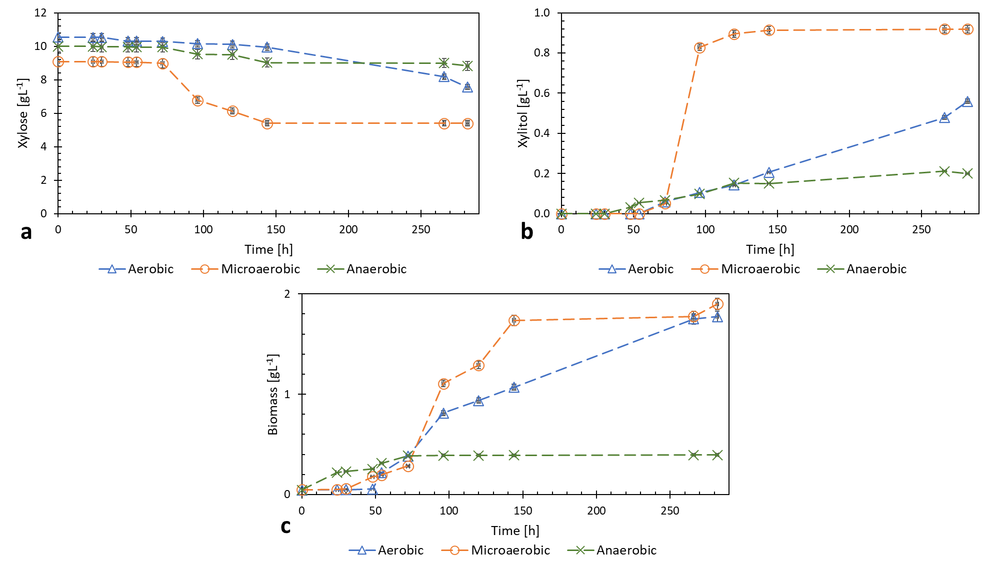 12
10
8
6
4
2
0
Xylose [gL-1]
0 50 100 150 200 250
a
Time [h]
Aerobic Microaerobic Anaerobic
1.0
0.8
0.6
0.4
0.2
0.0
Xylitol [gL-1]
0 50 100 150 200 250
b
Time [h]
Aerobic Microaerobic Anaerobic
2
1
0
Biomass [gL-1]
0 50 100 150 200 250
c
Time [h]
Aerobic Microaerobic Anaerobic